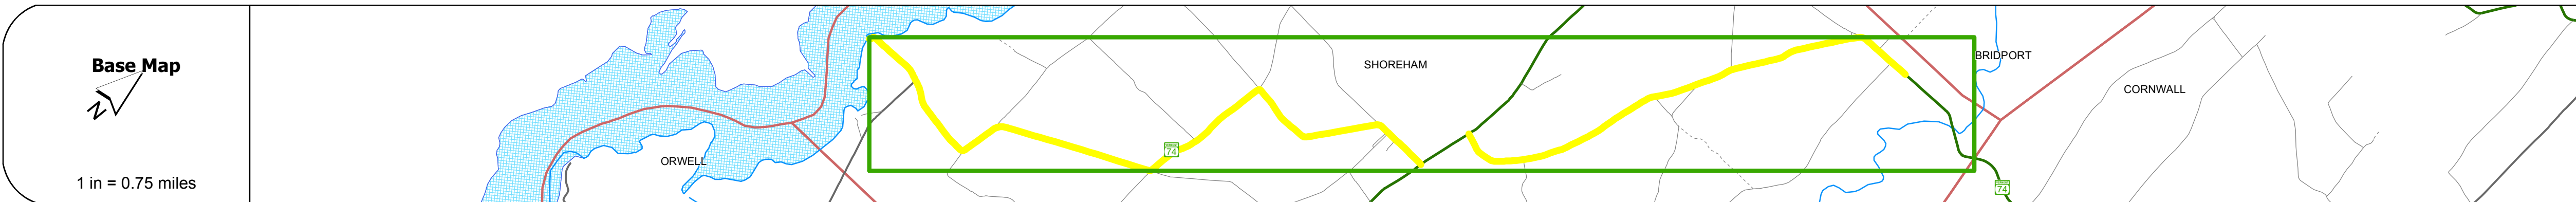 Base Map
N
1 in = 0.75 miles
ORWELL
74
SHOREHAM
BRIDPORT
74
CORNWALL